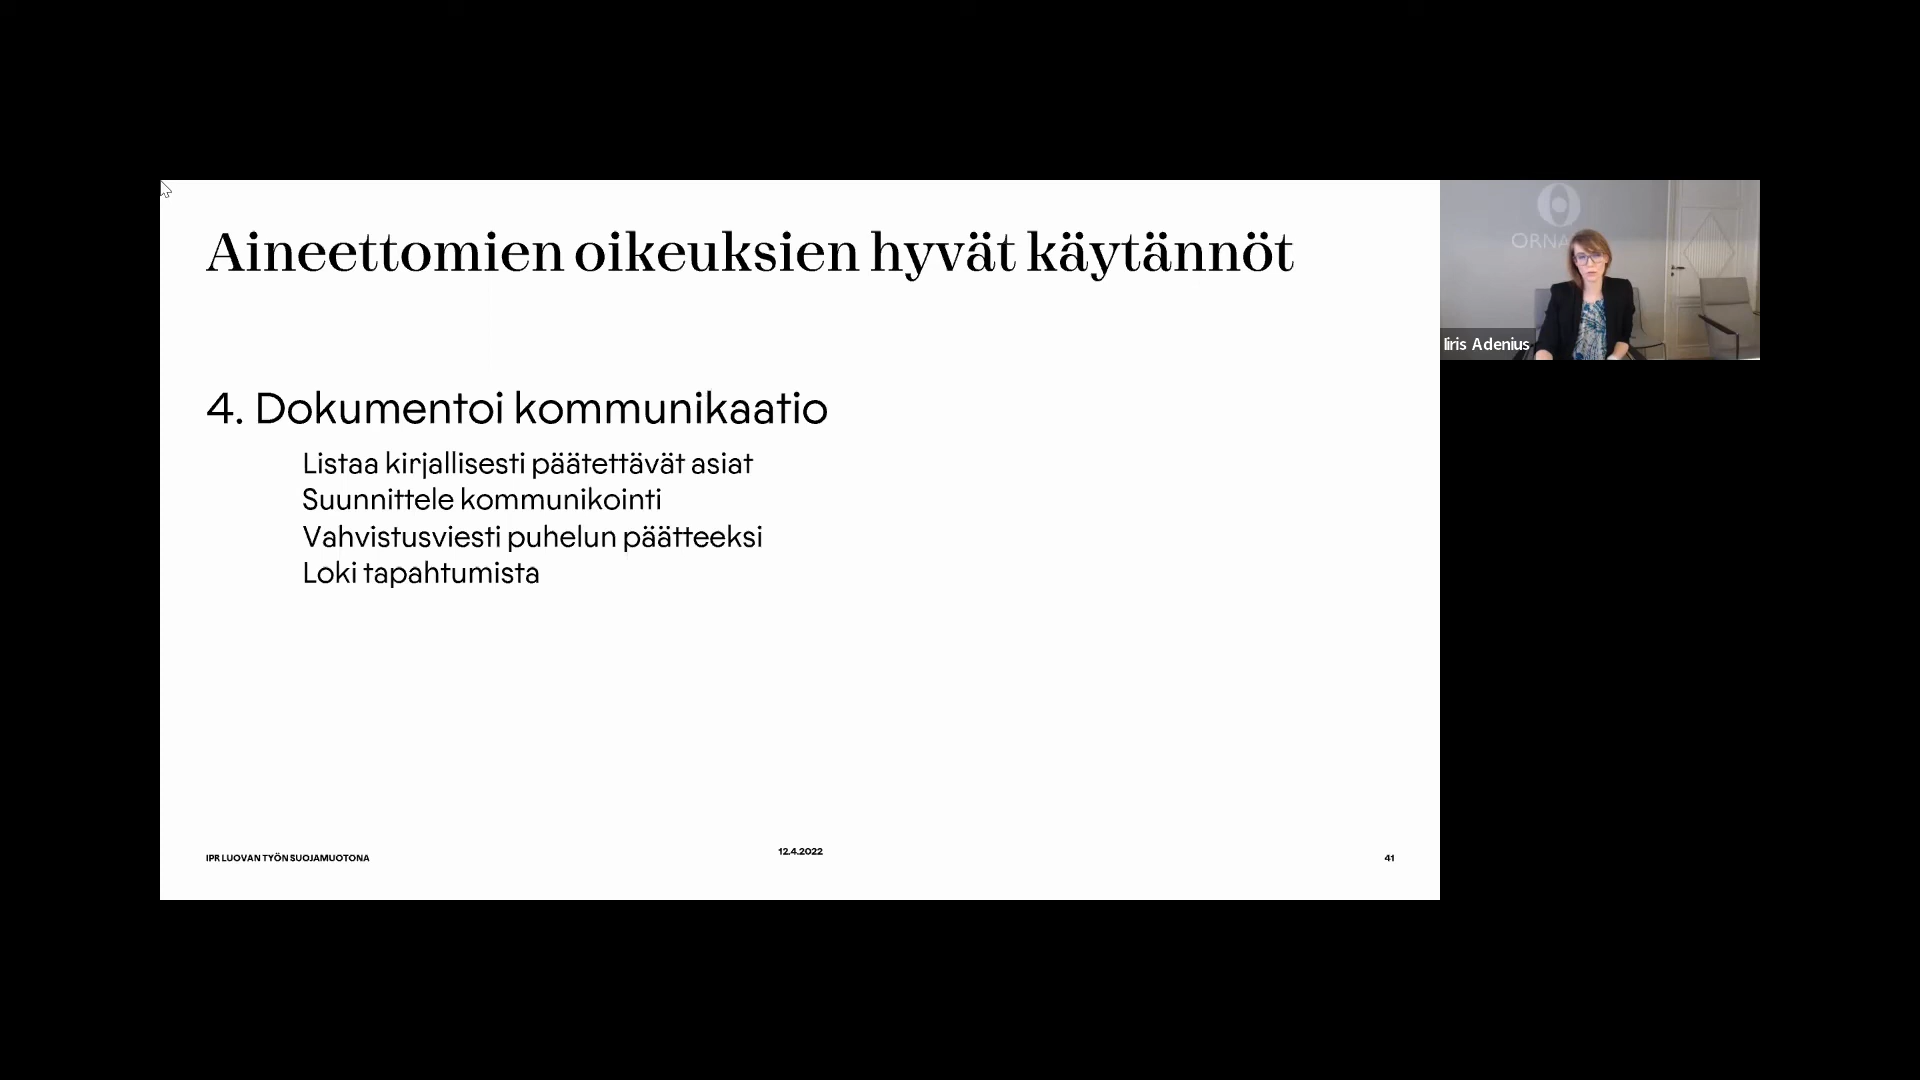 Aineettomien oikeuksien hyvät käytännöt
4. Dokumentoi kommunikaatio
Listaa kirjallisesti päätettävät asiat
Suunnittele kommunikointi
Vahvistusviesti puhelun päätteeksi
Loki tapahtumista
IPR LUOVAN TYÖN SUOJAMUOTONA
12.4.2022
41
Iiris Adenius